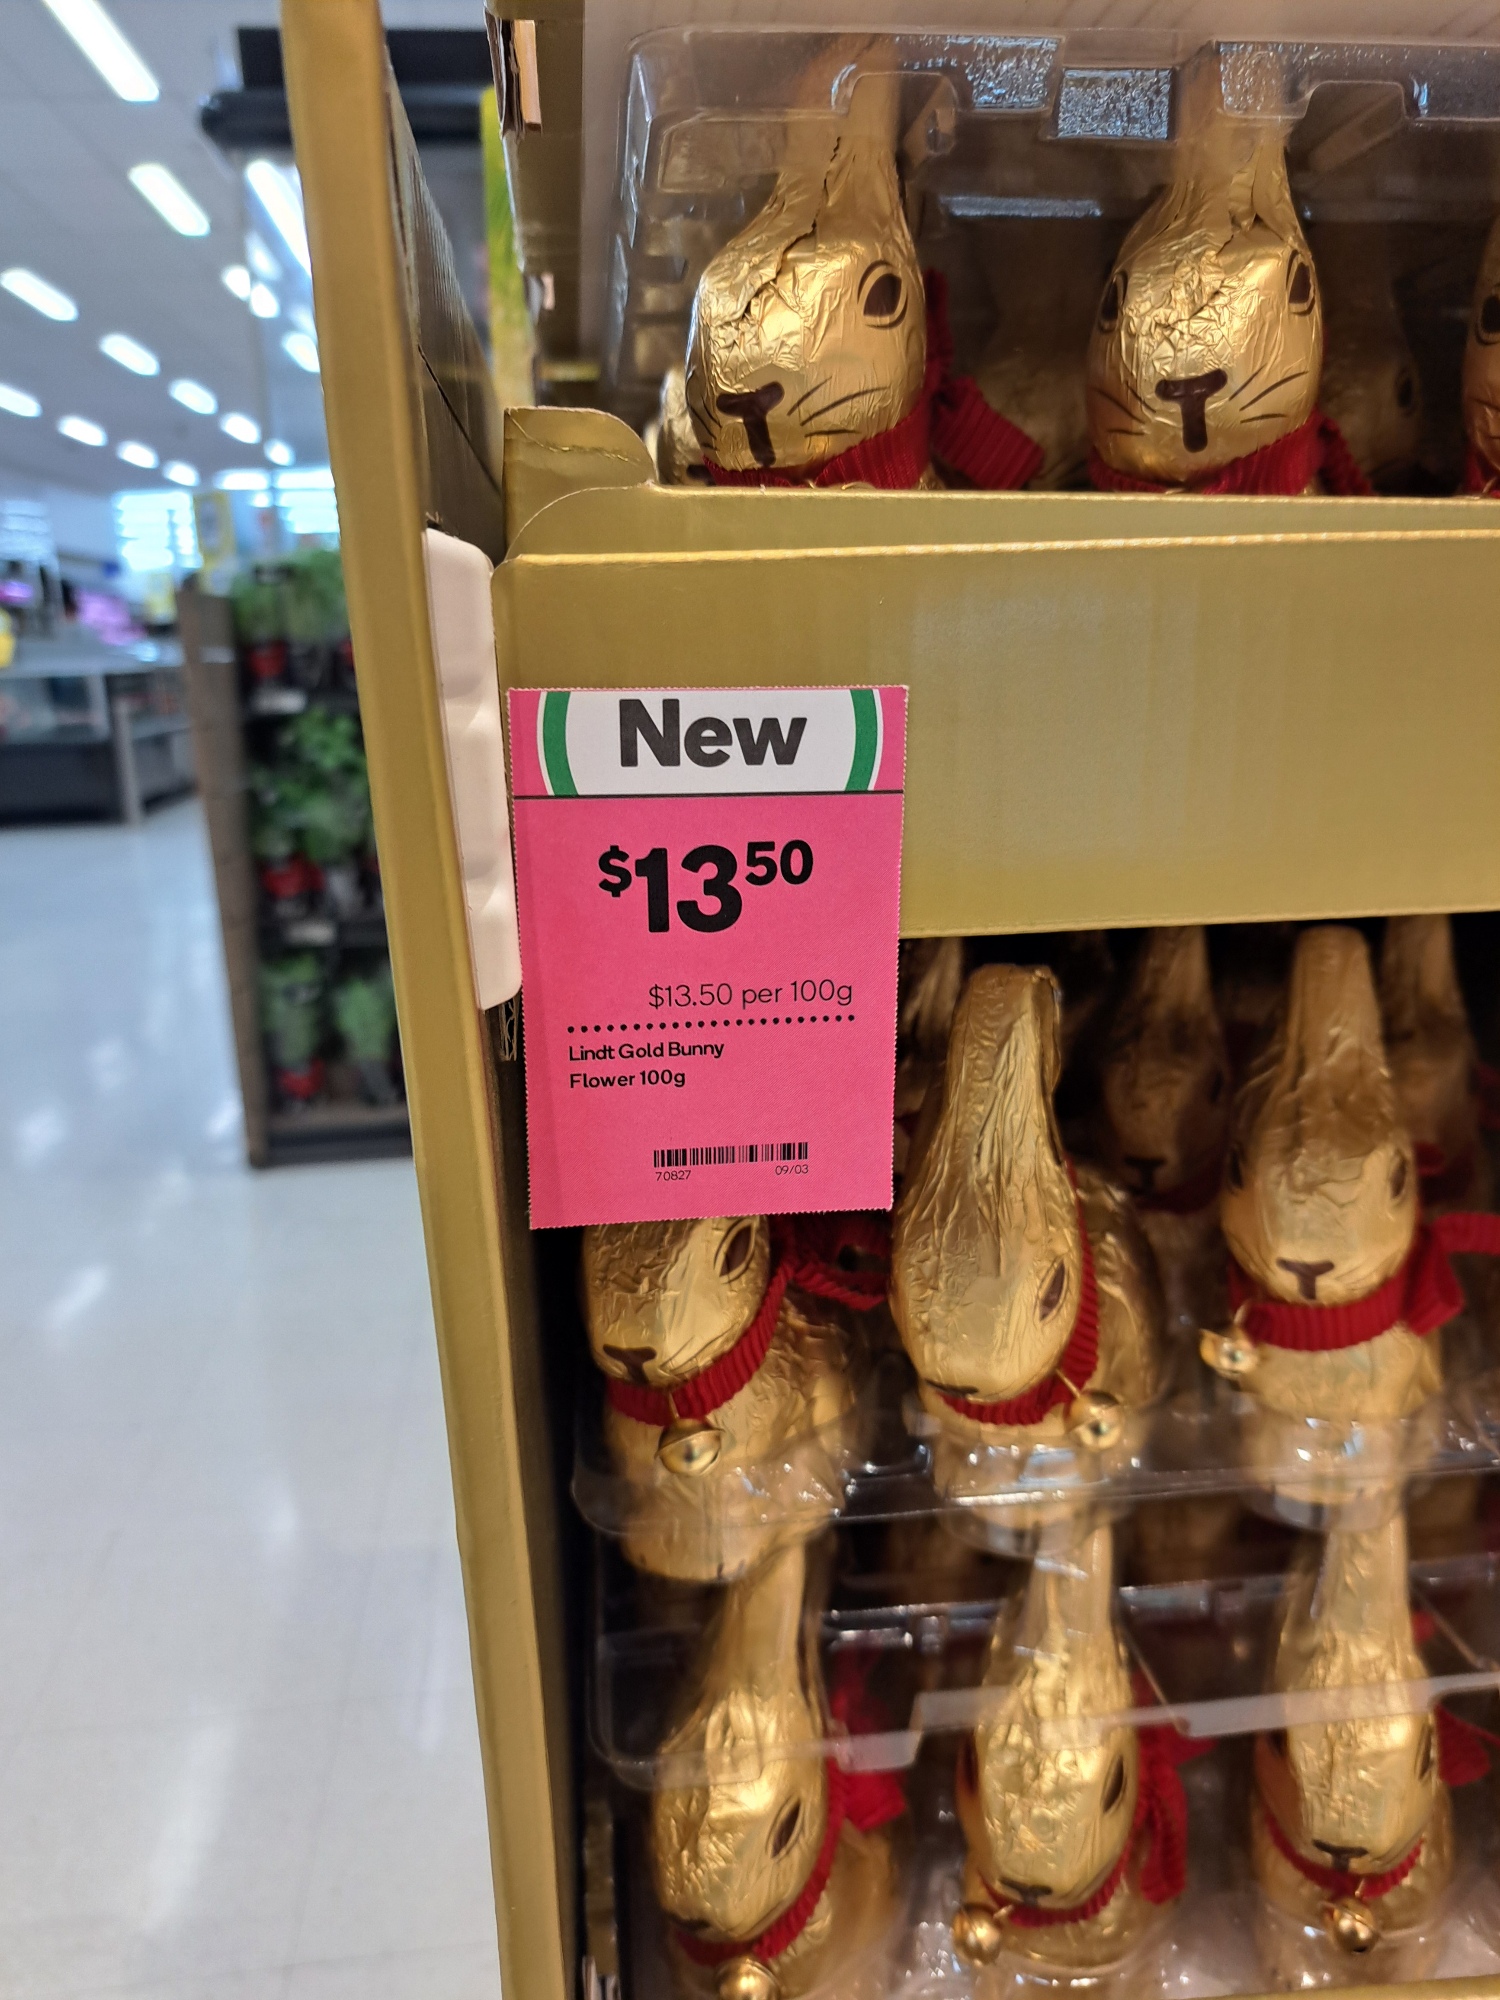 New
$13.50
$13.50 per 100g
Lindt Gold Bunny
Flower 100g
70827 09/03